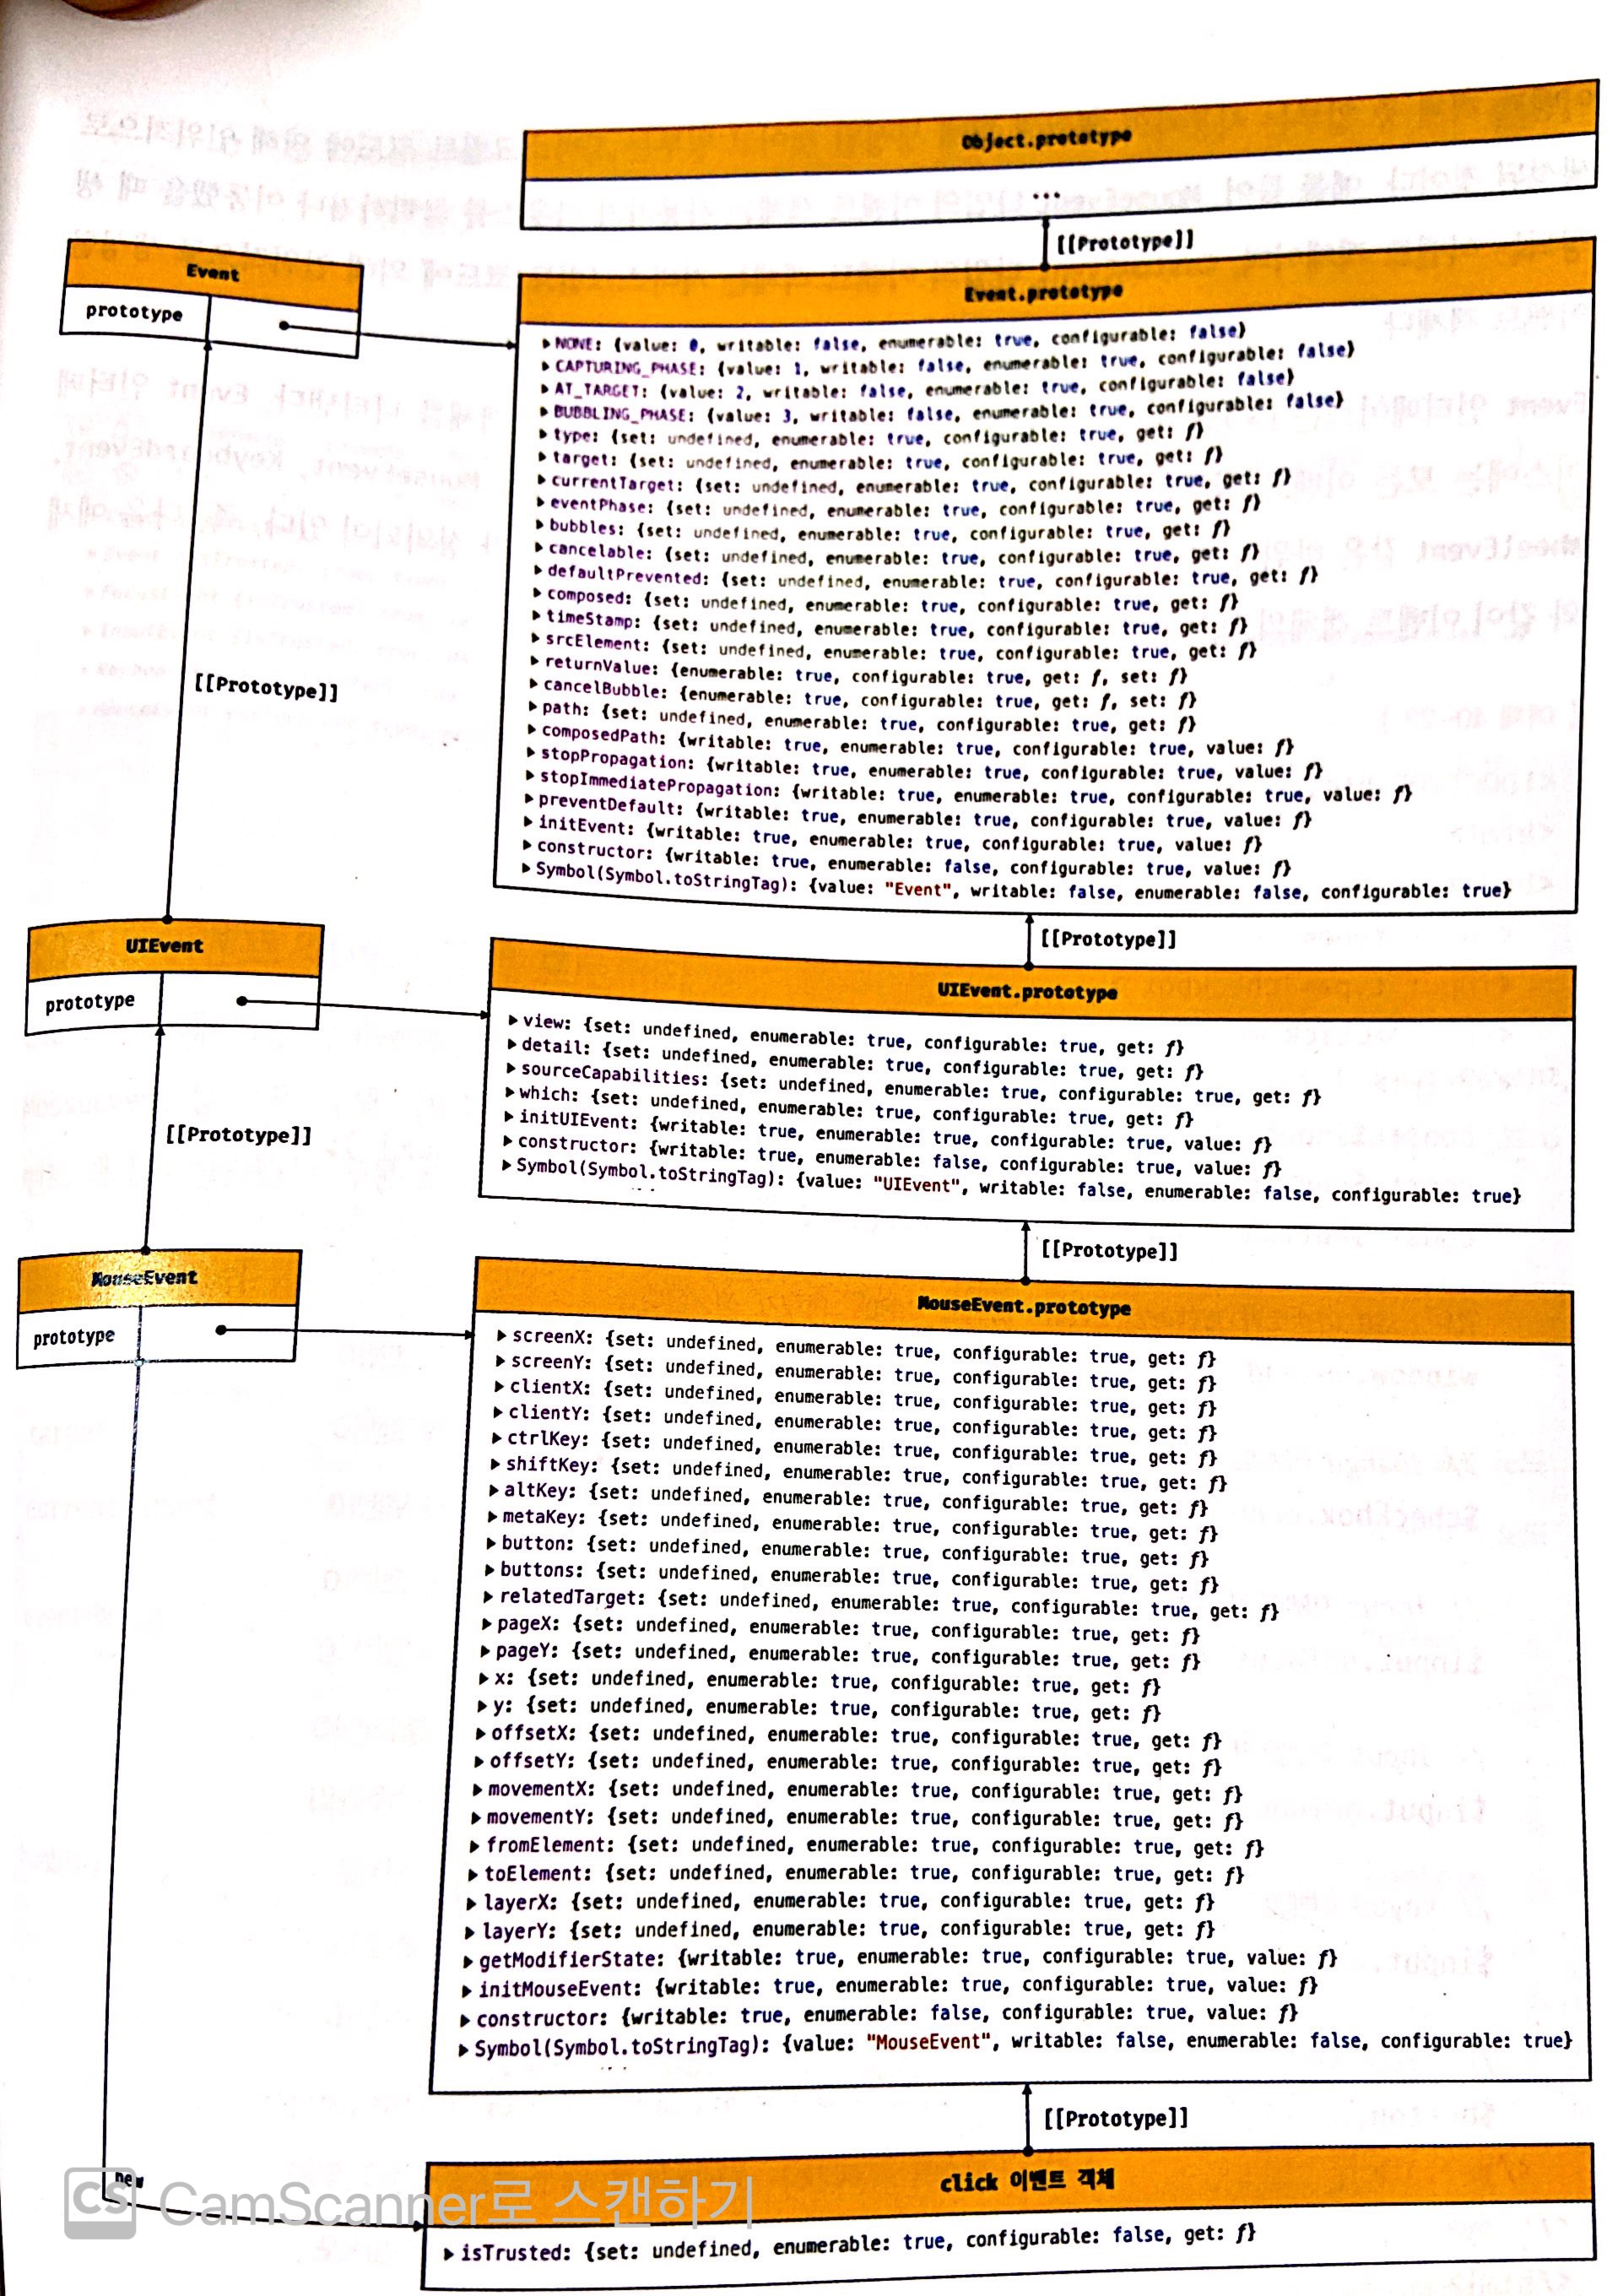 Object.prototype
...
[[Prototype]]
Event
prototype
Event.prototype
▸ NONE: {value: 0, writable: false, enumerable: true, configurable: false}
▸ CAPTURING_PHASE: {value: 1, writable: false, enumerable: true, configurable: false}
▸ AT_TARGET: {value: 2, writable: false, enumerable: true, configurable: false}
▸ BUBBLING_PHASE: {value: 3, writable: false, enumerable: true, configurable: false}
▸ type: {set: undefined, enumerable: true, configurable: true, get: ƒ}
▸ target: {set: undefined, enumerable: true, configurable: true, get: ƒ}
▸ currentTarget: {set: undefined, enumerable: true, configurable: true, get: ƒ}
▸ eventPhase: {set: undefined, enumerable: true, configurable: true, get: ƒ}
▸ bubbles: {set: undefined, enumerable: true, configurable: true, get: ƒ}
▸ cancelable: {set: undefined, enumerable: true, configurable: true, get: ƒ}
▸ defaultPrevented: {set: undefined, enumerable: true, configurable: true, get: ƒ}
▸ composed: {set: undefined, enumerable: true, configurable: true, get: ƒ}
▸ timeStamp: {set: undefined, enumerable: true, configurable: true, get: ƒ}
▸ srcElement: {set: undefined, enumerable: true, configurable: true, get: ƒ}
▸ returnValue: {enumerable: true, configurable: true, get: ƒ, set: ƒ}
▸ cancelBubble: {enumerable: true, configurable: true, get: ƒ, set: ƒ}
▸ path: {set: undefined, enumerable: true, configurable: true, get: ƒ}
▸ composedPath: {writable: true, enumerable: true, configurable: true, value: ƒ}
▸ stopPropagation: {writable: true, enumerable: true, configurable: true, value: ƒ}
▸ stopImmediatePropagation: {writable: true, enumerable: true, configurable: true, value: ƒ}
▸ preventDefault: {writable: true, enumerable: true, configurable: true, value: ƒ}
▸ initEvent: {writable: true, enumerable: true, configurable: true, value: ƒ}
▸ constructor: {writable: true, enumerable: false, configurable: true, value: ƒ}
▸ Symbol(Symbol.toStringTag): {value: "Event", writable: false, enumerable: false, configurable: true}
[[Prototype]]
[[Prototype]]
UIEvent
prototype
UIEvent.prototype
▸ view: {set: undefined, enumerable: true, configurable: true, get: ƒ}
▸ detail: {set: undefined, enumerable: true, configurable: true, get: ƒ}
▸ sourceCapabilities: {set: undefined, enumerable: true, configurable: true, get: ƒ}
▸ which: {set: undefined, enumerable: true, configurable: true, get: ƒ}
▸ initUIEvent: {writable: true, enumerable: true, configurable: true, value: ƒ}
▸ constructor: {writable: true, enumerable: false, configurable: true, value: ƒ}
▸ Symbol(Symbol.toStringTag): {value: "UIEvent", writable: false, enumerable: false, configurable: true}
[[Prototype]]
[[Prototype]]
MouseEvent
prototype
MouseEvent.prototype
▸ screenX: {set: undefined, enumerable: true, configurable: true, get: ƒ}
▸ screenY: {set: undefined, enumerable: true, configurable: true, get: ƒ}
▸ clientX: {set: undefined, enumerable: true, configurable: true, get: ƒ}
▸ clientY: {set: undefined, enumerable: true, configurable: true, get: ƒ}
▸ ctrlKey: {set: undefined, enumerable: true, configurable: true, get: ƒ}
▸ shiftKey: {set: undefined, enumerable: true, configurable: true, get: ƒ}
▸ altKey: {set: undefined, enumerable: true, configurable: true, get: ƒ}
▸ metaKey: {set: undefined, enumerable: true, configurable: true, get: ƒ}
▸ button: {set: undefined, enumerable: true, configurable: true, get: ƒ}
▸ buttons: {set: undefined, enumerable: true, configurable: true, get: ƒ}
▸ relatedTarget: {set: undefined, enumerable: true, configurable: true, get: ƒ}
▸ pageX: {set: undefined, enumerable: true, configurable: true, get: ƒ}
▸ pageY: {set: undefined, enumerable: true, configurable: true, get: ƒ}
▸ x: {set: undefined, enumerable: true, configurable: true, get: ƒ}
▸ y: {set: undefined, enumerable: true, configurable: true, get: ƒ}
▸ offsetX: {set: undefined, enumerable: true, configurable: true, get: ƒ}
▸ offsetY: {set: undefined, enumerable: true, configurable: true, get: ƒ}
▸ movementX: {set: undefined, enumerable: true, configurable: true, get: ƒ}
▸ movementY: {set: undefined, enumerable: true, configurable: true, get: ƒ}
▸ fromElement: {set: undefined, enumerable: true, configurable: true, get: ƒ}
▸ toElement: {set: undefined, enumerable: true, configurable: true, get: ƒ}
▸ layerX: {set: undefined, enumerable: true, configurable: true, get: ƒ}
▸ layerY: {set: undefined, enumerable: true, configurable: true, get: ƒ}
▸ getModifierState: {writable: true, enumerable: true, configurable: true, value: ƒ}
▸ initMouseEvent: {writable: true, enumerable: true, configurable: true, value: ƒ}
▸ constructor: {writable: true, enumerable: false, configurable: true, value: ƒ}
▸ Symbol(Symbol.toStringTag): {value: "MouseEvent", writable: false, enumerable: false, configurable: true}
[[Prototype]]
new
click 이벤트 객체
▸ isTrusted: {set: undefined, enumerable: true, configurable: false, get: ƒ}
CS CamScanner로 스캔하기